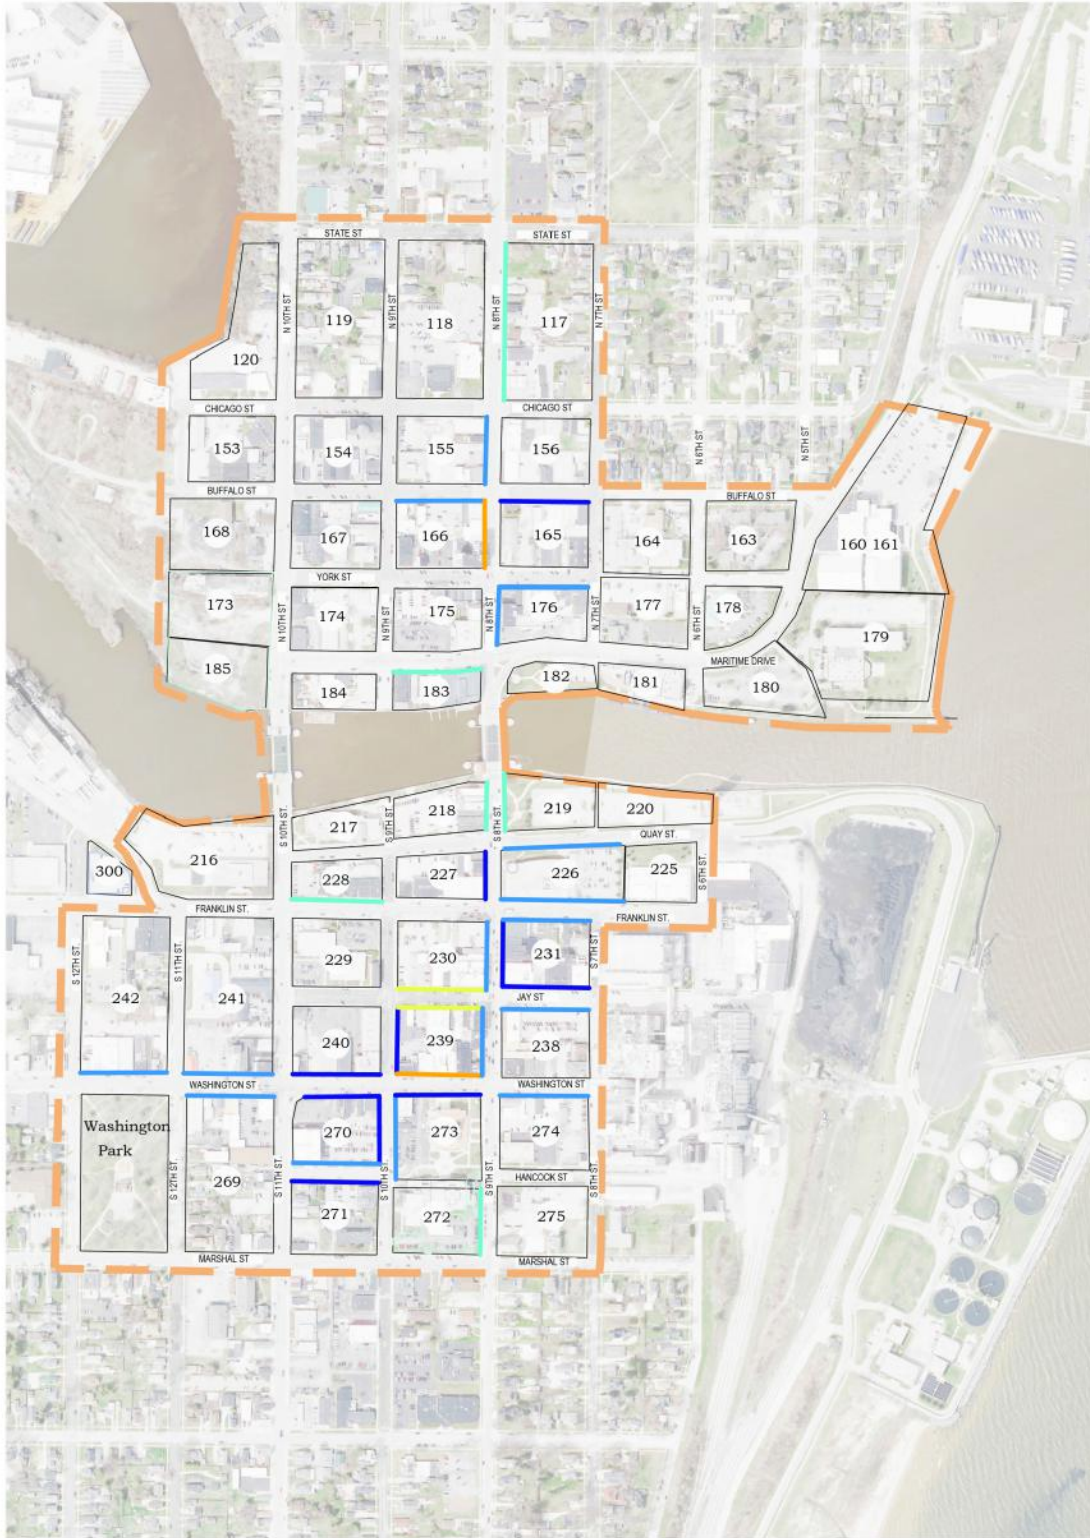 STATE ST
STATE ST
N 10TH ST.
N 9TH ST.
N 8TH ST.
N 7TH ST.
119
118
117
120
CHICAGO ST
CHICAGO ST
153
154
155
156
N 6TH ST
N 5TH ST.
BUFFALO ST
BUFFALO ST
168
167
166
165
164
163
160 161
YORK ST
173
174
175
176
177
178
N 10TH ST
N 9TH ST
N 8TH ST
N 7TH ST.
N 6TH ST
179
MARITIME DRIVE
185
184
183
182
181
180
217
218
219
220
S 10TH ST.
S 9TH ST.
S 8TH ST.
QUAY ST.
216
300
228
227
226
225
S 6TH ST.
FRANKLIN ST.
FRANKLIN ST.
S 12TH ST.
S 11TH ST.
229
230
231
S 7TH ST.
242
241
JAY ST
240
239
238
WASHINGTON ST
WASHINGTON ST
Washington
Park
270
273
274
269
S 12TH ST.
S 11TH ST.
S 10TH ST.
S 9TH ST.
S 8TH ST.
HANCOCK ST
271
272
275
MARSHAL ST
MARSHAL ST